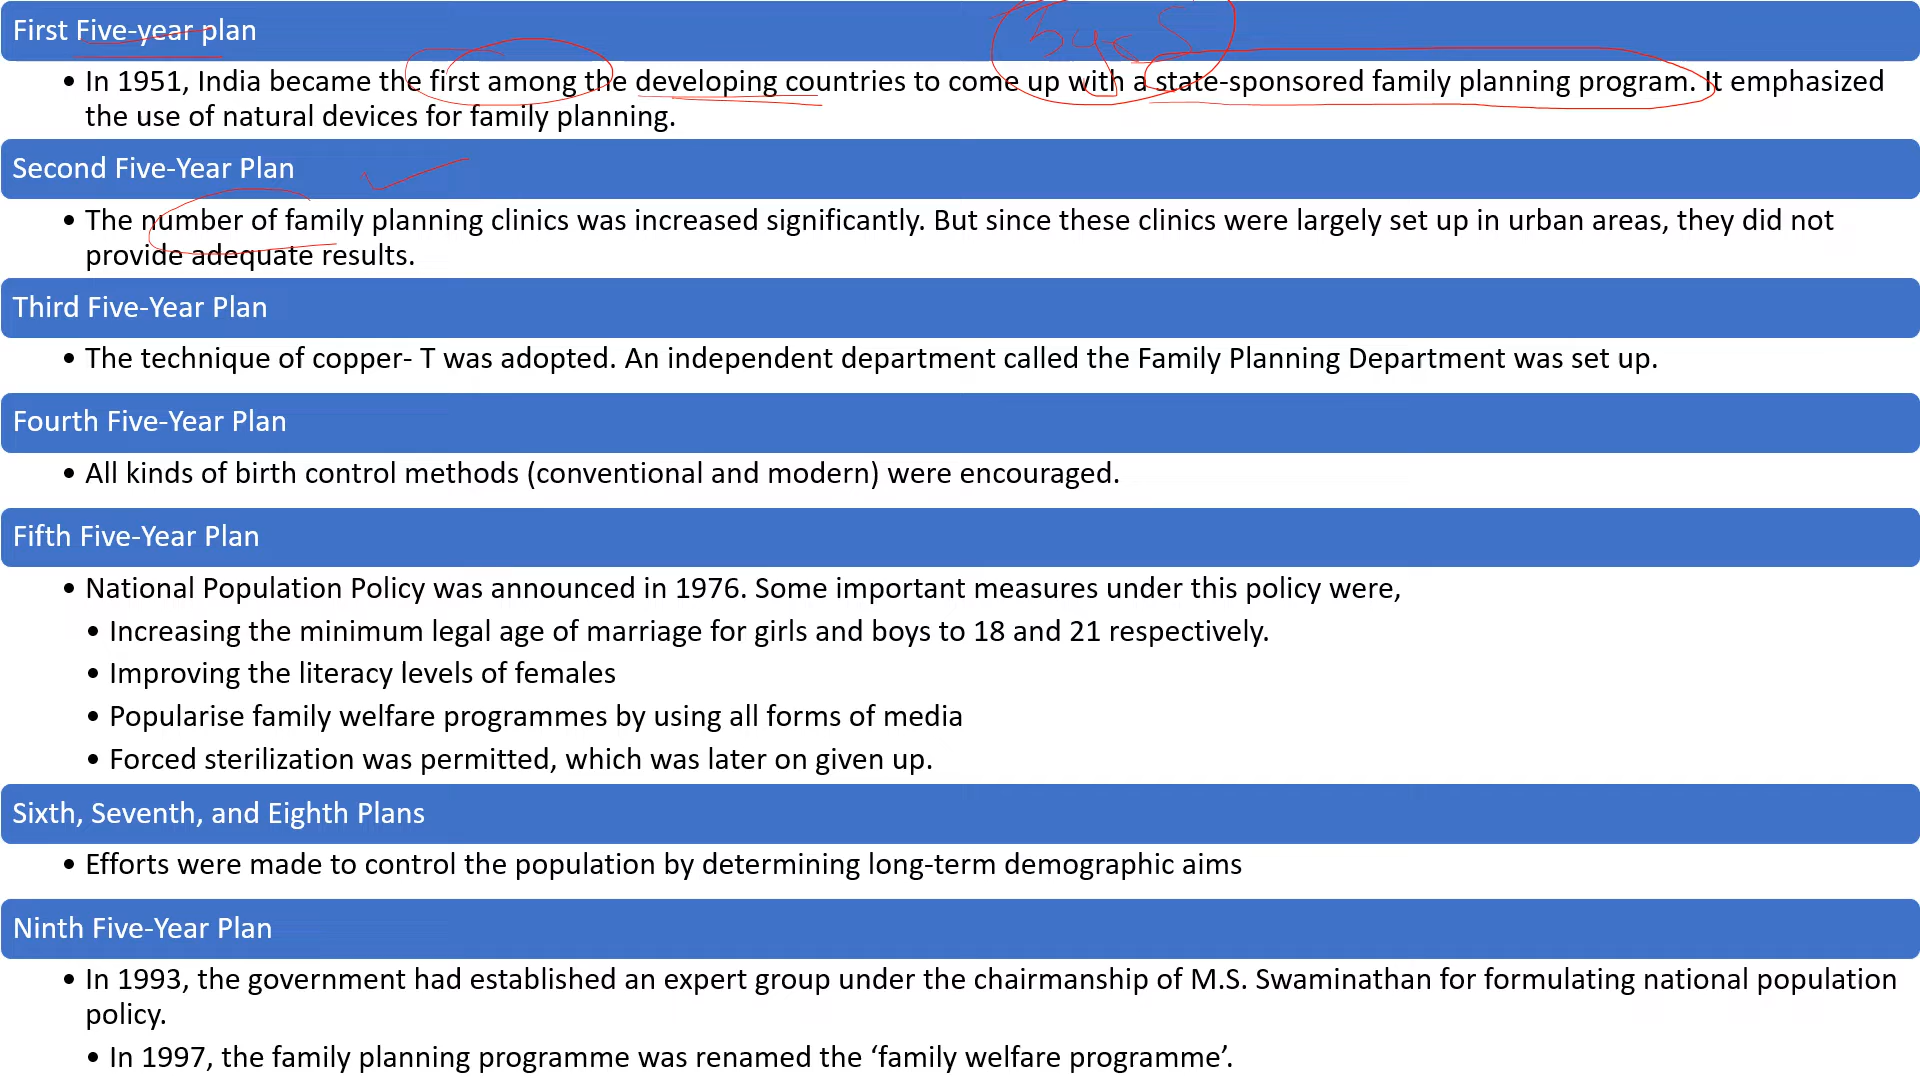 First Five-year plan
• In 1951, India became the first among the developing countries to come up with a state-sponsored family planning program. It emphasized
the use of natural devices for family planning.
Second Five-Year Plan
• The number of family planning clinics was increased significantly. But since these clinics were largely set up in urban areas, they did not
provide adequate results.
Third Five-Year Plan
• The technique of copper- T was adopted. An independent department called the Family Planning Department was set up.
Fourth Five-Year Plan
• All kinds of birth control methods (conventional and modern) were encouraged.
Fifth Five-Year Plan
• National Population Policy was announced in 1976. Some important measures under this policy were,
• Increasing the minimum legal age of marriage for girls and boys to 18 and 21 respectively.
• Improving the literacy levels of females
• Popularise family welfare programmes by using all forms of media
• Forced sterilization was permitted, which was later on given up.
Sixth, Seventh, and Eighth Plans
• Efforts were made to control the population by determining long-term demographic aims
Ninth Five-Year Plan
• In 1993, the government had established an expert group under the chairmanship of M.S. Swaminathan for formulating national population
policy.
• In 1997, the family planning programme was renamed the ‘family welfare programme’.